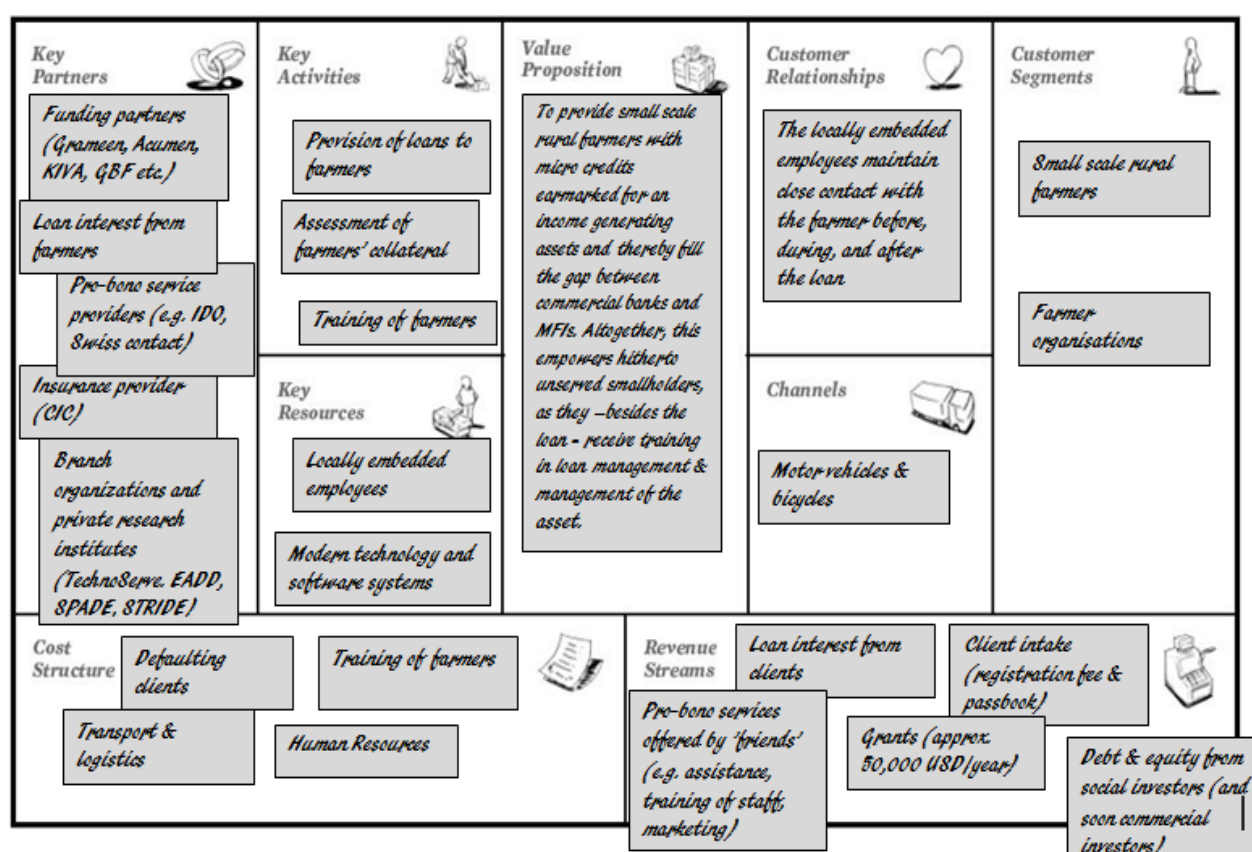 Key
Partners
Funding partners
(Grameen, Acumen,
KIVA, GBF etc.)
Loan interest from
farmers
Pro-bono service
providers (e.g. IDO,
Swiss contact)
Insurance provider
(CIC)
Branch
organizations and
private research
institutes
(TechnoServe. EADD,
SPADE, STRIDE)
Key
Activities
Provision of loans to
farmers
Assessment of
farmers' collateral
Training of farmers
Key
Resources
Locally embedded
employees
Modern technology and
software systems
Value
Proposition
To provide small scale
rural farmers with
micro credits
earmarked for an
income generating
assets and thereby fill
the gap between
commercial banks and
MFIs. Altogether, this
empowers hitherto
unserved smallholders,
as they –besides the
loan - receive training
in loan management &
management of the
asset.
Customer
Relationships
The locally embedded
employees maintain
close contact with
the farmer before,
during, and after
the loan
Channels
Motor vehicles &
bicycles
Customer
Segments
Small scale rural
farmers
Farmer
organisations
Cost
Structure
Defaulting
clients
Training of farmers
Transport &
logistics
Human Resources
Revenue
Streams
Loan interest from
clients
Client intake
(registration fee &
passbook)
Pro-bono services
offered by 'friends'
(e.g. assistance,
training of staff,
marketing)
Grants (approx.
50,000 USD/year)
Debt & equity from
social investors (and
soon commercial
investors)